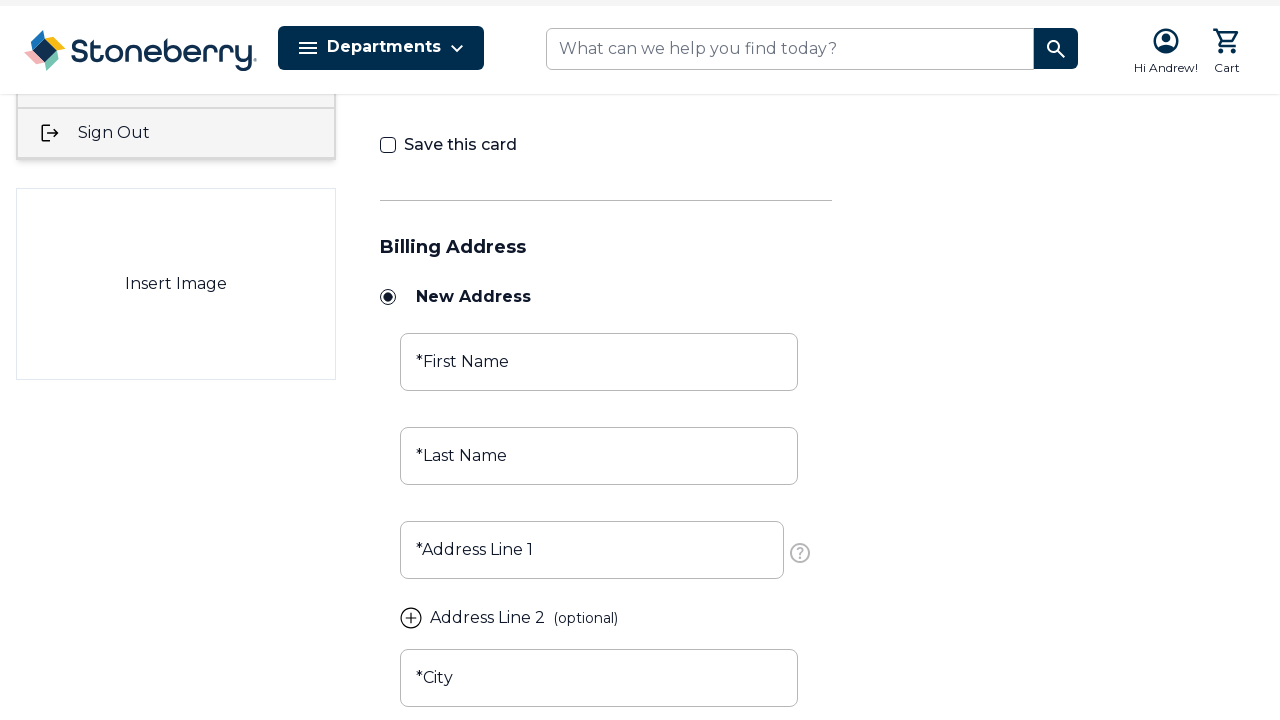 Stoneberry
Departments
What can we help you find today?
Hi Andrew!
Cart
Sign Out
Save this card
Insert Image
Billing Address
New Address
*First Name
*Last Name
*Address Line 1
Address Line 2 (optional)
*City